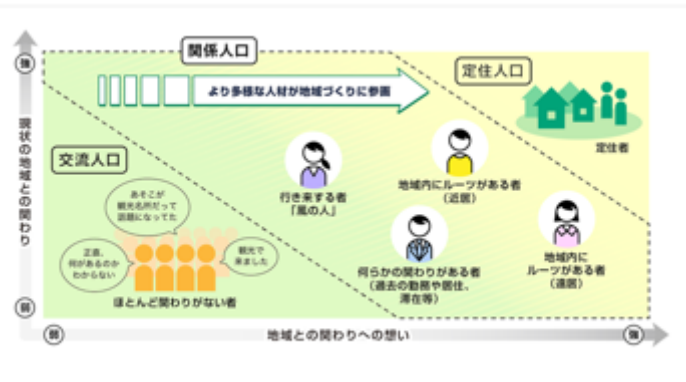 関係人口
強
より多様な人材が地域づくりに参画
定住人口
定住者
現状の地域との関わり
交流人口
あそこが
観光名所だって
話題になってた
正直、
何があるのか
わからない
観光で
来ました
ほとんど関わりがない者
行き来する者
「風の人」
地域内にルーツがある者
（近居）
何らかの関わりがある者
（過去の勤務や居住、
滞在等）
地域内に
ルーツがある者
（遠居）
弱
弱
地域との関わりへの想い
強